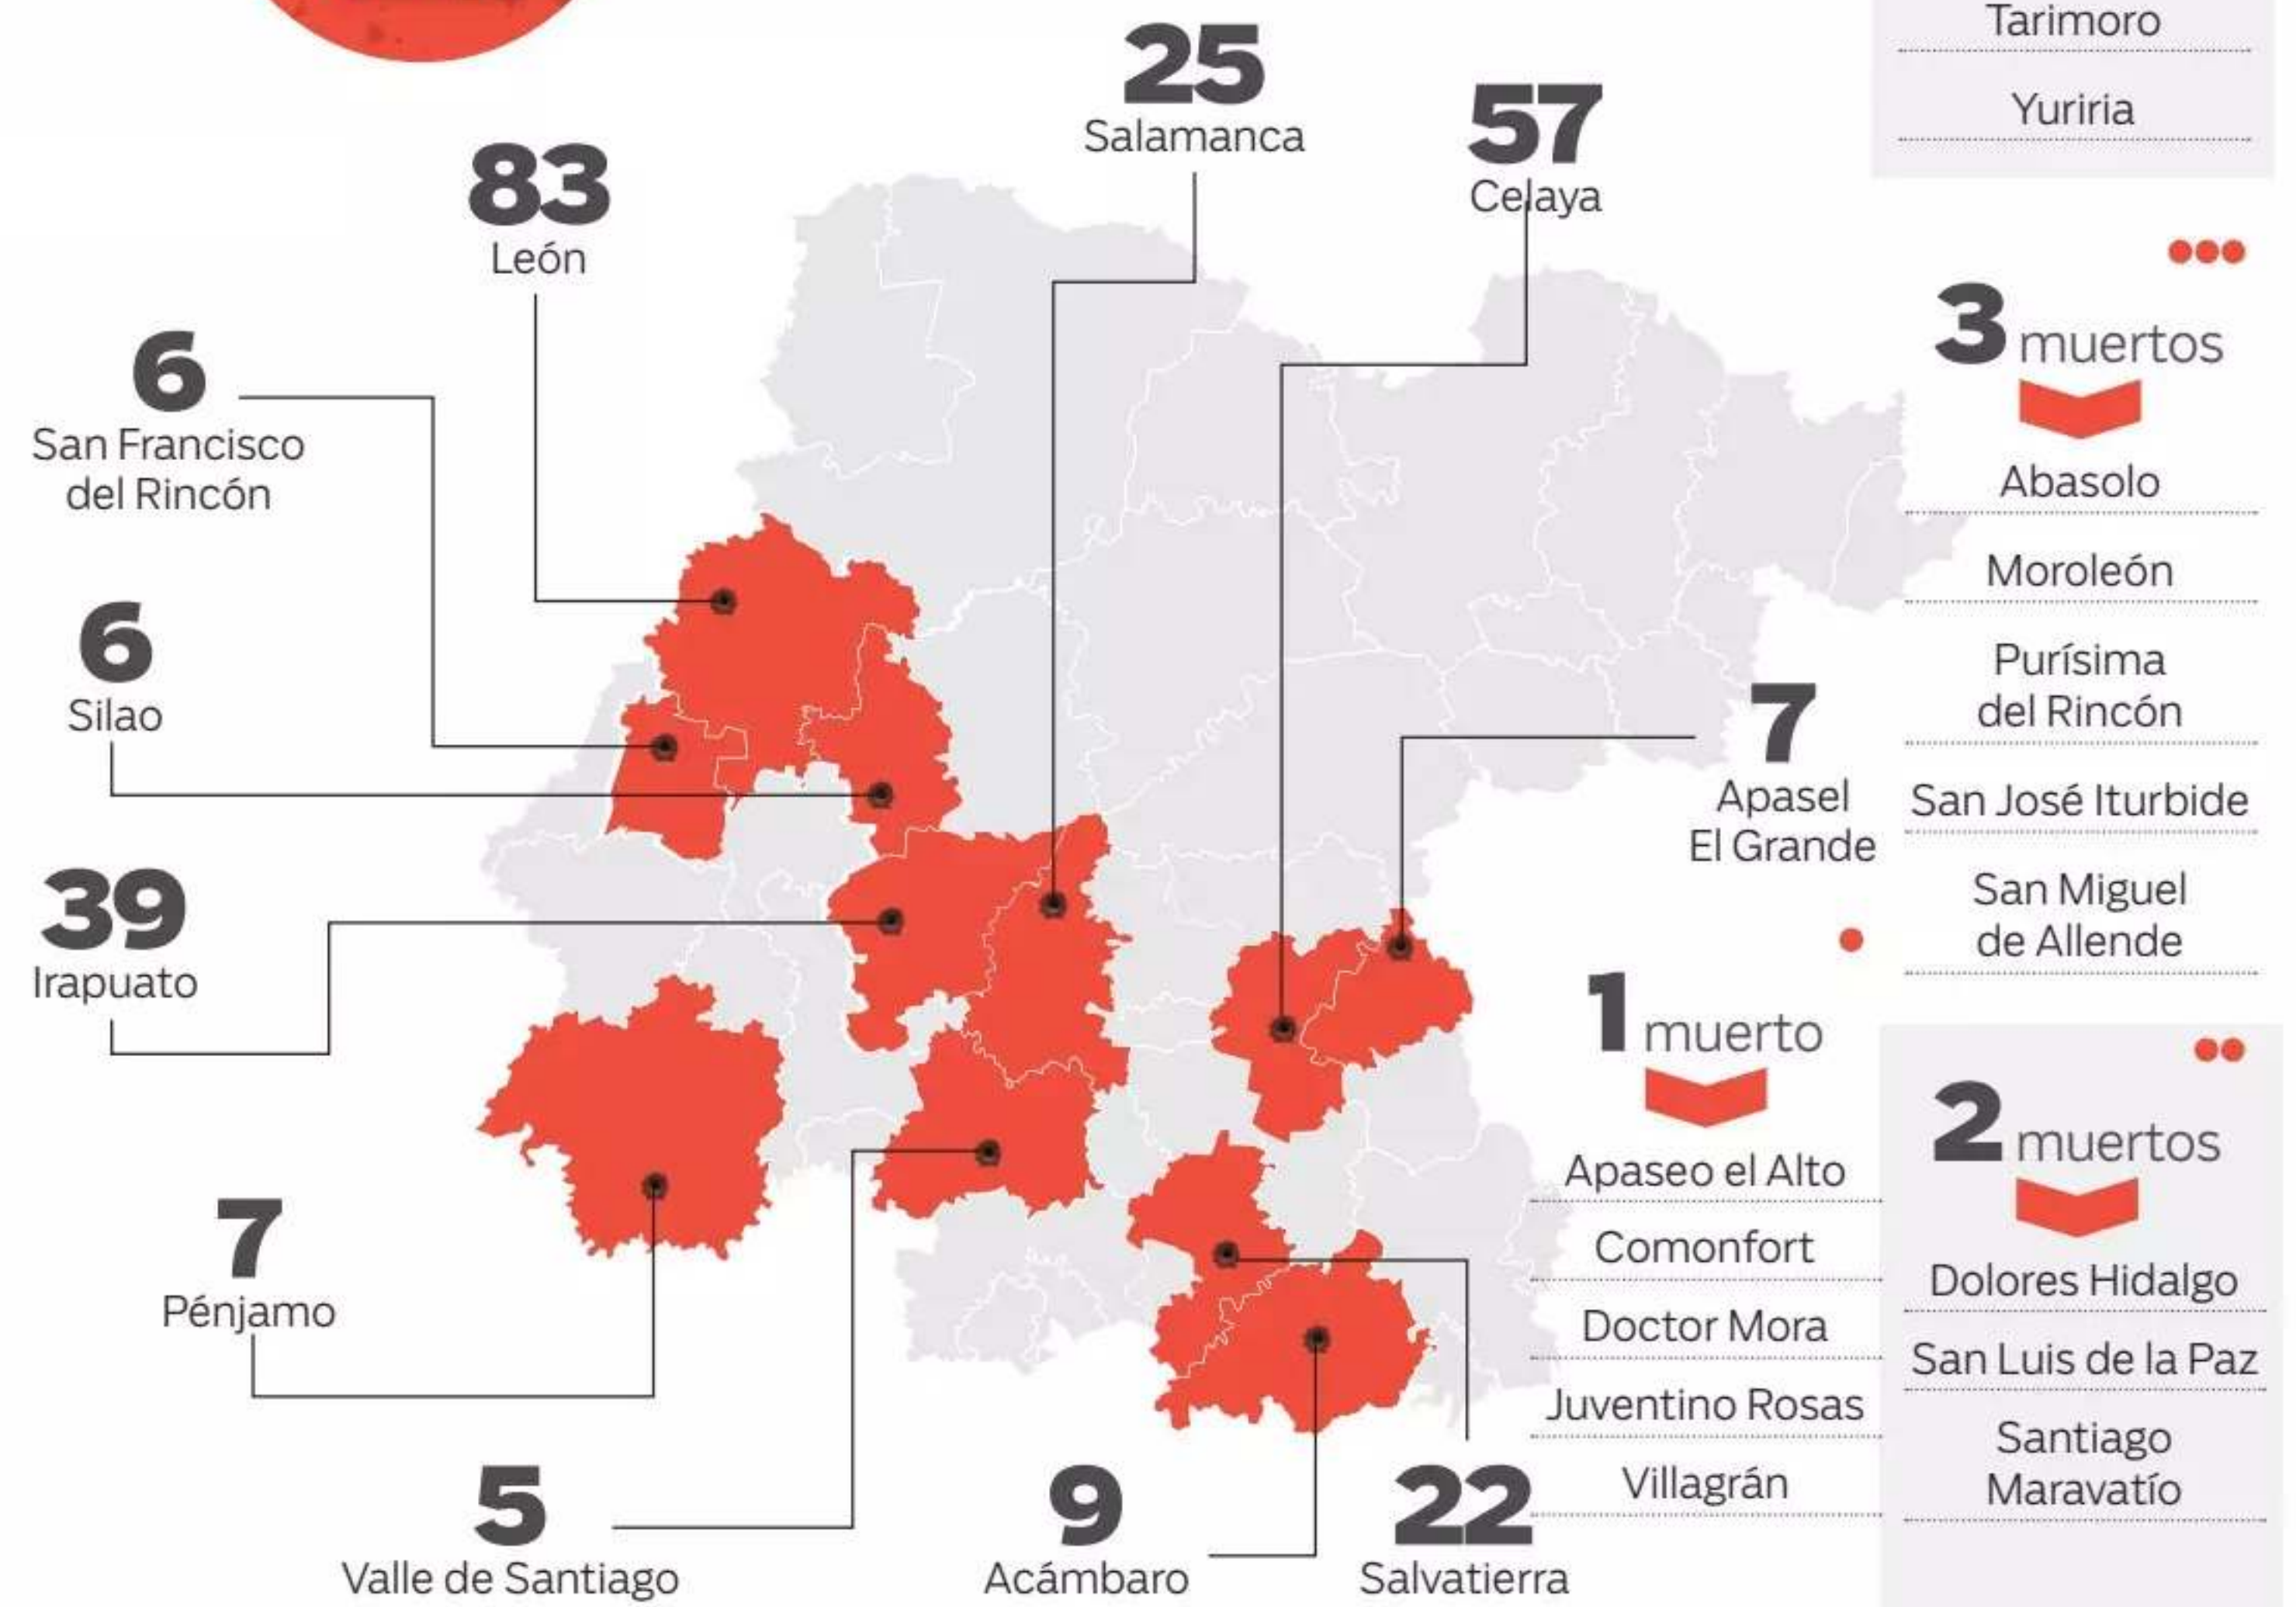 25
Salamanca
57
Celaya
83
León
6
San Francisco
del Rincón
6
Silao
39
Irapuato
7
Pénjamo
5
Valle de Santiago
9
Acámbaro
22
Salvatierra
7
Apasel
El Grande
Tarimoro
Yuriria
3 muertos
Abasolo
Moroleón
Purísima
del Rincón
San José Iturbide
San Miguel
de Allende
1 muerto
Apaseo el Alto
Comonfort
Doctor Mora
Juventino Rosas
Villagrán
2 muertos
Dolores Hidalgo
San Luis de la Paz
Santiago
Maravatío